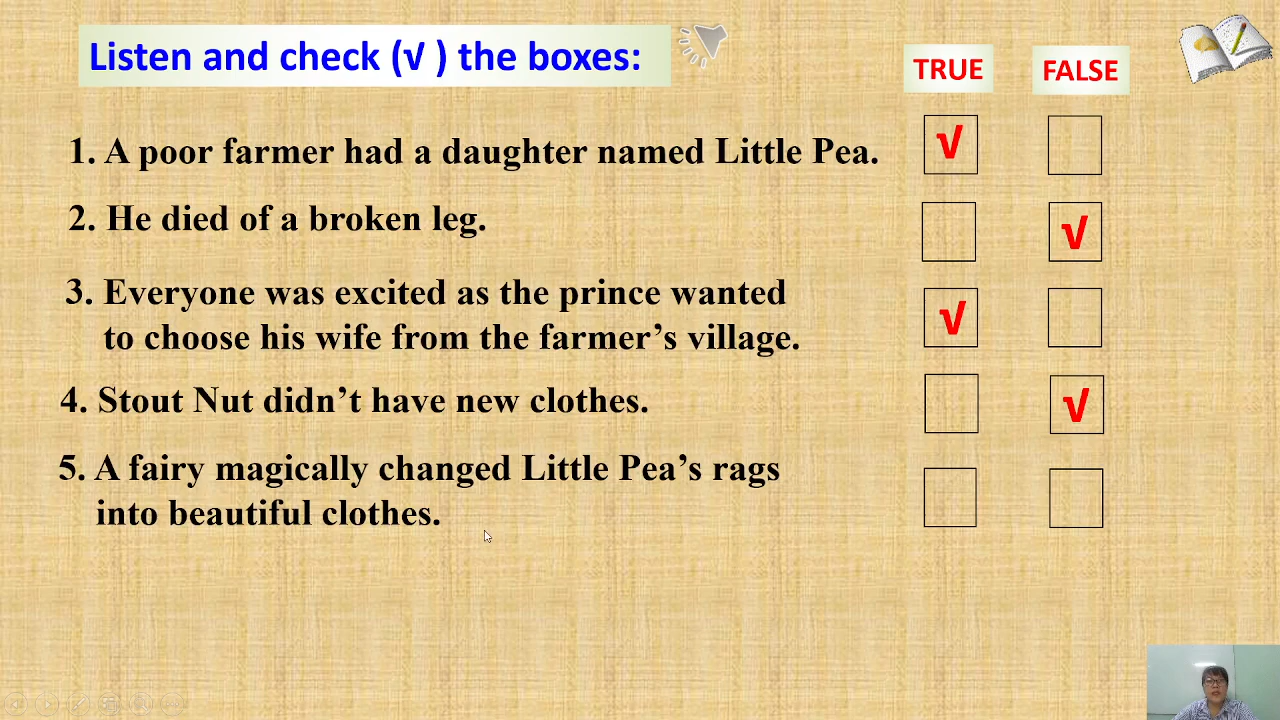 Listen and check (√ ) the boxes:
TRUE
FALSE
1. A poor farmer had a daughter named Little Pea.
√
2. He died of a broken leg.
√
3. Everyone was excited as the prince wanted
to choose his wife from the farmer’s village.
√
4. Stout Nut didn’t have new clothes.
√
5. A fairy magically changed Little Pea’s rags
into beautiful clothes.